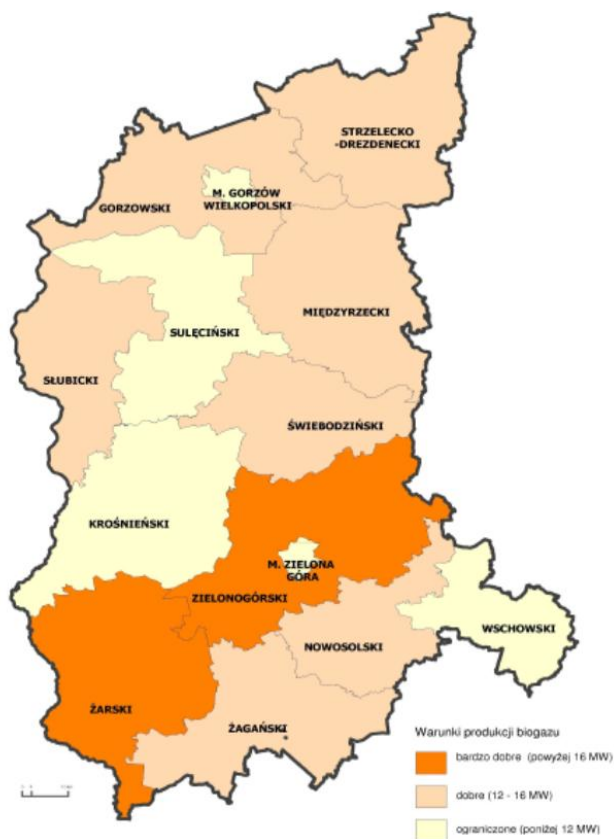 STRZELECKO
-DREZDENECKI
M. GORZÓW
WIELKOPOLSKI
GORZOWSKI
MIĘDZYRZECKI
SULĘCIŃSKI
SŁUBICKI
ŚWIEBODZIŃSKI
KROŚNIEŃSKI
M. ZIELONA
GÓRA
ZIELONOGÓRSKI
WSCHOWSKI
NOWOSOLSKI
ŻARSKI
ŻAGAŃSKI
Warunki produkcji biogazu
bardzo dobre (powyżej 16 MW)
dobre (12 - 16 MW)
ograniczone (poniżej 12 MW)